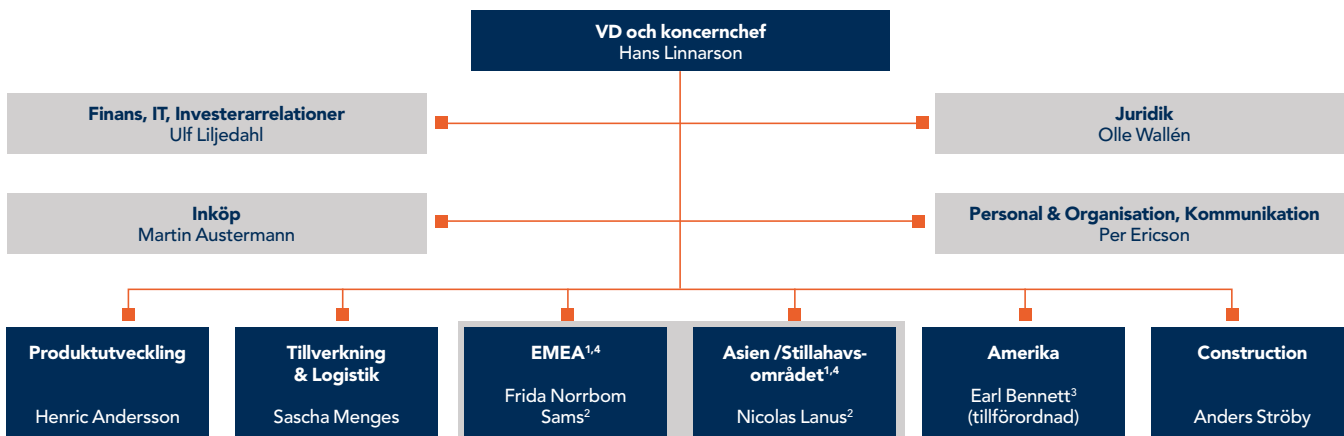 VD och koncernchef
Hans Linnarson
Finans, IT, Investerarrelationer
Ulf Liljedahl
Juridik
Olle Wallén
Inköp
Martin Austermann
Personal & Organisation, Kommunikation
Per Ericson
Produktutveckling
Henric Andersson
Tillverkning
& Logistik
Sascha Menges
EMEA¹,⁴
Frida Norrbom
Sams²
Asien /Stillahavs-
området¹,⁴
Nicolas Lanus²
Amerika
Earl Bennett³
(tillförordnad)
Construction
Anders Ströby